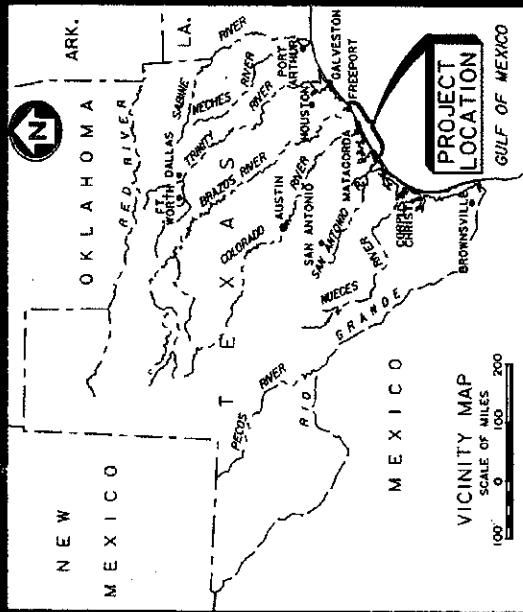 N
OKLAHOMA
ARK.
NEW
MEXICO
RED RIVER
LA.
FT.
WORTH
DALLAS
SABINE
RIVER
NECHES
RIVER
TRINITY
RIVER
BRAZOS RIVER
TEXAS
COLORADO
RIVER
AUSTIN
HOUSTON
PORT
ARTHUR
GALVESTON
FREEPORT
PECOS
RIVER
SAN ANTONIO
SAN ANTONIO
MATAGORDA
NUECES
RIVER
CORPUS
CHRISTI
RIO
GRANDE
BROWNSVILLE
MEXICO
PROJECT
LOCATION
GULF OF MEXICO
VICINITY MAP
SCALE OF MILES
100 0 100 200